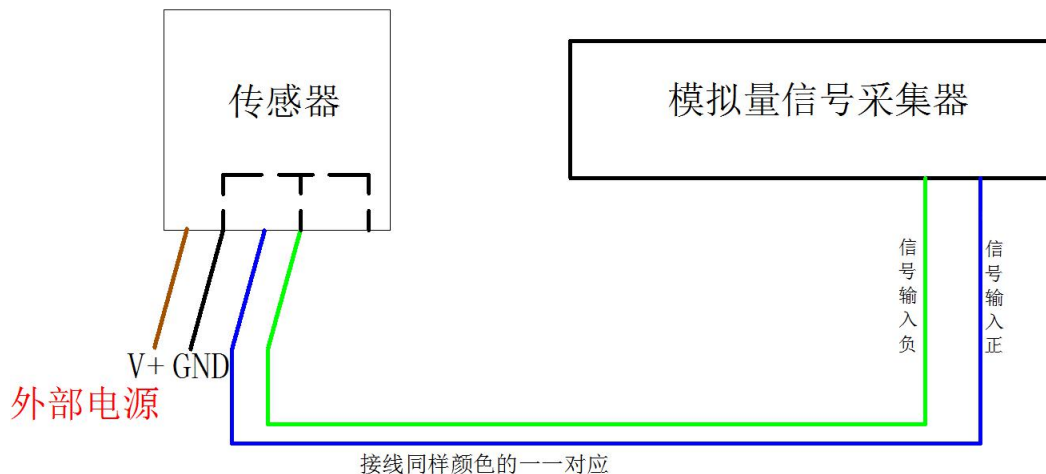 传感器
模拟量信号采集器
信号输入负
信号输入正
V+ GND
外部电源
接线同样颜色的一一对应